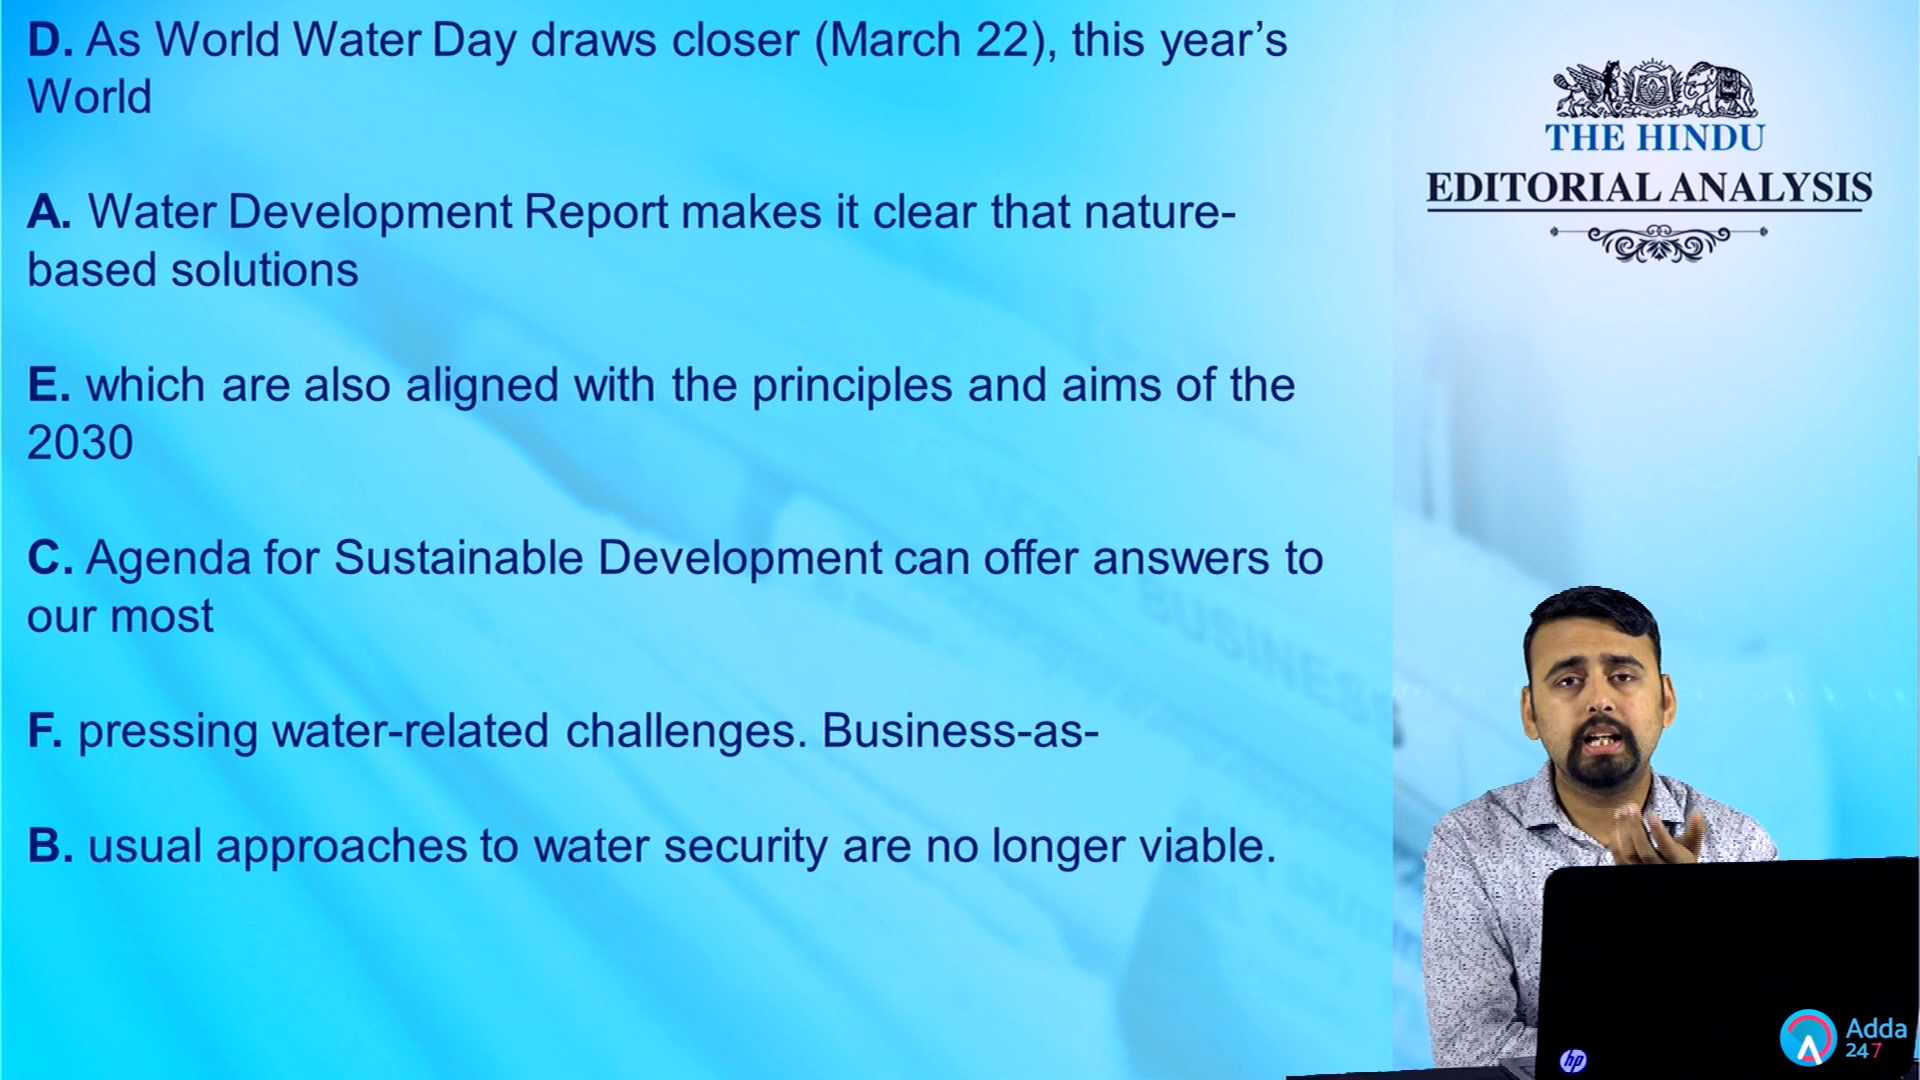 D. As World Water Day draws closer (March 22), this year’s
World
A. Water Development Report makes it clear that nature-
based solutions
E. which are also aligned with the principles and aims of the
2030
C. Agenda for Sustainable Development can offer answers to
our most
F. pressing water-related challenges. Business-as-
B. usual approaches to water security are no longer viable.
THE HINDU
EDITORIAL ANALYSIS
BUSINESS
hp
Adda
247